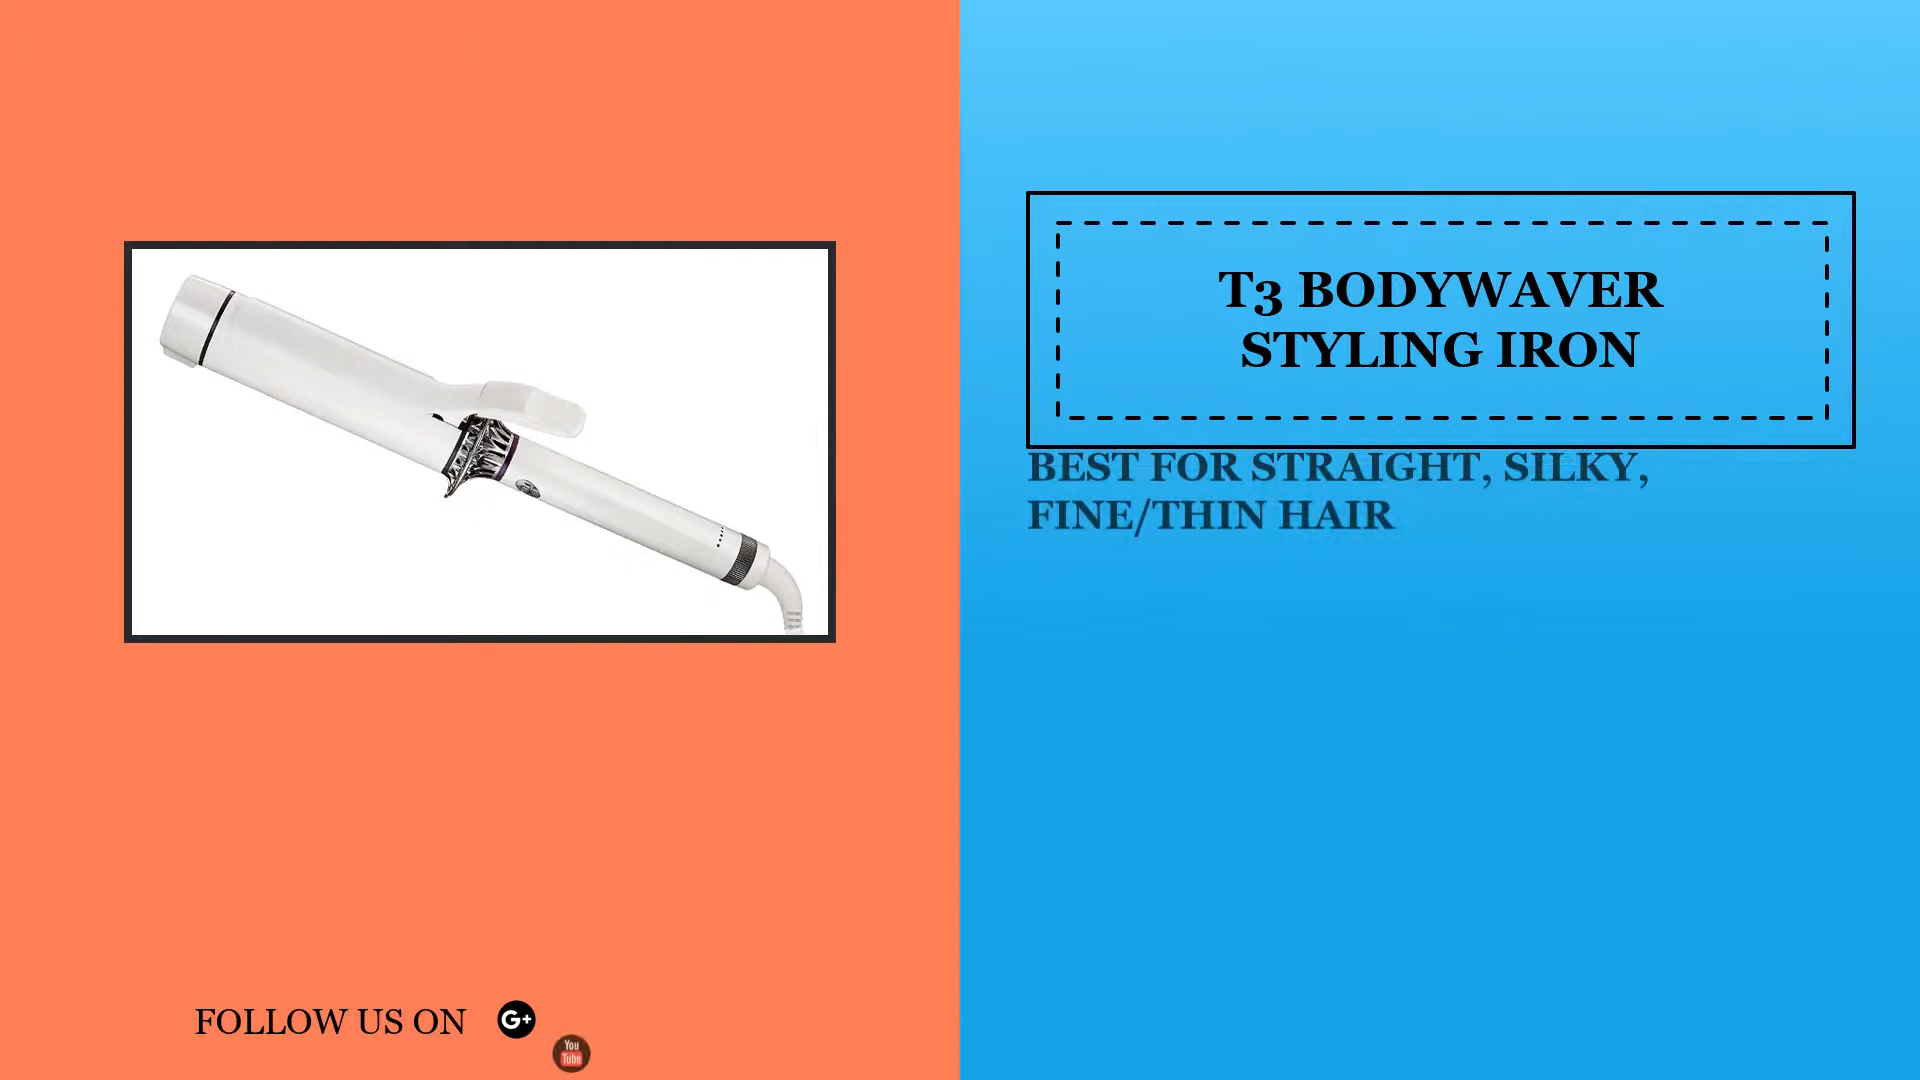 T3 BODYWAVER
STYLING IRON
BEST FOR STRAIGHT, SILKY,
FINE/THIN HAIR
FOLLOW US ON
G+
You
Tube